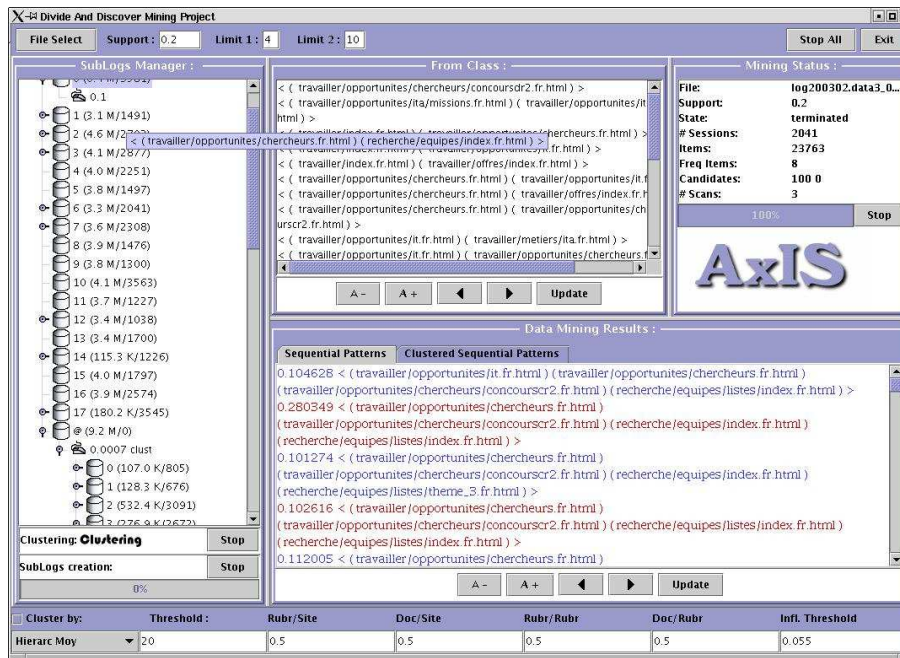 Divide And Discover Mining Project
File Select Support : 0.2 Limit 1 : 4 Limit 2 : 10 Stop All Exit
SubLogs Manager :
0.1
1 (3.1 M/1491)
2 (4.6 M/2703)
3 (4.1 M/2877)
4 (4.0 M/2251)
5 (3.8 M/1497)
6 (3.3 M/2041)
7 (3.6 M/2308)
8 (3.9 M/1476)
9 (3.8 M/1300)
10 (4.1 M/3563)
11 (3.7 M/1227)
12 (3.4 M/1038)
13 (3.4 M/1700)
14 (115.3 K/1226)
15 (4.0 M/1797)
16 (3.9 M/2574)
17 (180.2 K/3545)
@ (9.2 M/0)
0.0007 clust
0 (107.0 K/805)
1 (128.3 K/676)
2 (532.4 K/3091)
3 (276.9 K/2672)
Clustering: Clustering Stop
SubLogs creation: Stop
0%
From Class :
< ( travailler/opportunites/chercheurs/concoursdr2.fr.html ) >
< ( travailler/opportunites/ita/missions.fr.html ) ( travailler/opportunites/it
html ) >
< ( travailler/opportunites/chercheurs.fr.html ) ( recherche/equipes/index.fr.html ) >
< ( travailler/index.fr.html ) ( travailler/offres/index.fr.html ) >
< ( travailler/opportunites/chercheurs.fr.html ) ( travailler/opportunites/it.f
< ( travailler/opportunites/chercheurs.fr.html ) ( travailler/offres/index.fr.h
< ( travailler/opportunites/chercheurs.fr.html ) ( travailler/opportunites/ch
urscr2.fr.html ) >
< ( travailler/opportunites/it.fr.html ) ( travailler/metiers/ita.fr.html ) >
< ( travailler/opportunites/it.fr.html ) ( travailler/opportunites/chercheurs.f
A - A + Update
Mining Status :
File: log200302.data3_0...
Support: 0.2
State: terminated
# Sessions: 2041
Items: 23763
Freq Items: 8
Candidates: 100 0
# Scans: 3
100% Stop
AxIS
Data Mining Results :
Sequential Patterns Clustered Sequential Patterns
0.104628 < ( travailler/opportunites/it.fr.html ) ( travailler/opportunites/chercheurs.fr.html )
( travailler/opportunites/chercheurs/concourscr2.fr.html ) ( recherche/equipes/listes/index.fr.html ) >
0.280349 < ( travailler/opportunites/chercheurs.fr.html )
( travailler/opportunites/chercheurs/concourscr2.fr.html ) ( recherche/equipes/index.fr.html )
( recherche/equipes/listes/index.fr.html ) >
0.101274 < ( travailler/opportunites/chercheurs.fr.html )
( travailler/opportunites/chercheurs/concourscr2.fr.html ) ( recherche/equipes/index.fr.html )
( recherche/equipes/listes/theme_3.fr.html ) >
0.102616 < ( travailler/opportunites/chercheurs.fr.html )
( travailler/opportunites/chercheurs/concourscr2.fr.html ) ( recherche/equipes/listes/index.fr.html )
( recherche/equipes/listes/index.fr.html ) >
0.112005 < ( travailler/opportunites/chercheurs.fr.html )
A - A + Update
Cluster by: Threshold : Rubr/Site Doc/Site Rubr/Rubr Doc/Rubr Infl. Threshold
Hierarc Moy 20 0.5 0.5 0.5 0.5 0.055